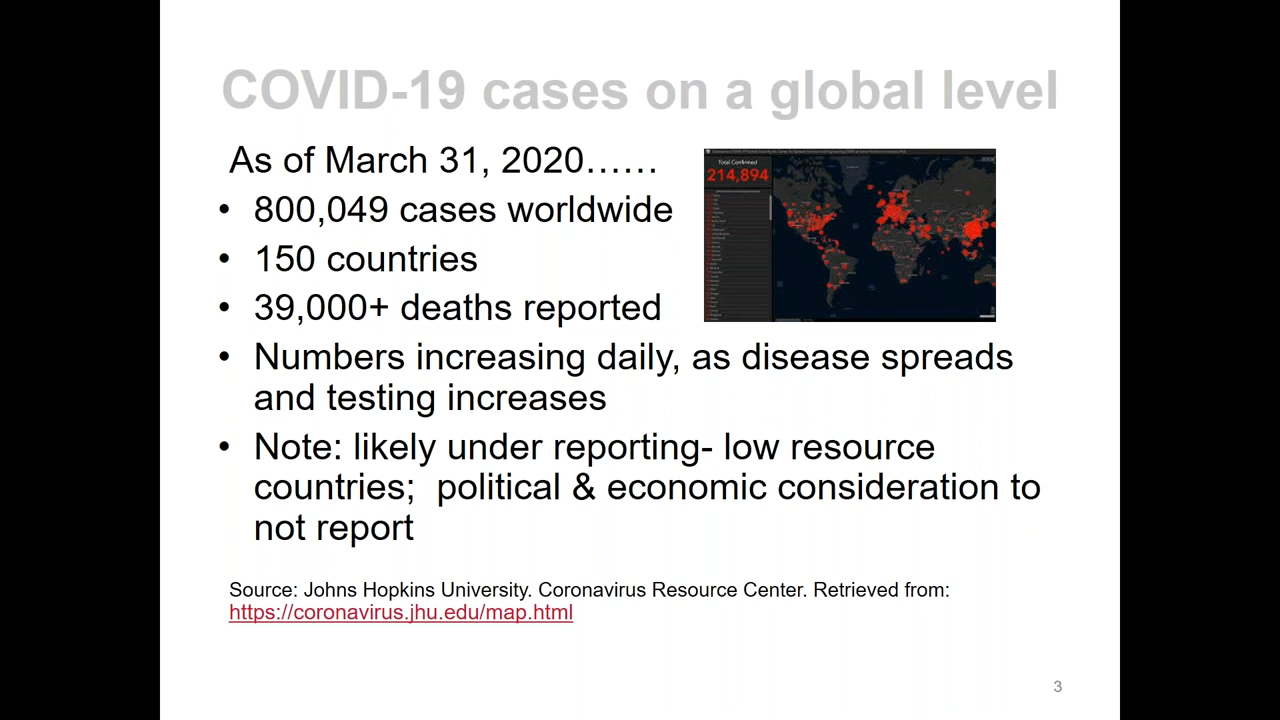 COVID-19 cases on a global level
As of March 31, 2020……
• 800,049 cases worldwide
• 150 countries
• 39,000+ deaths reported
Total Confirmed
214,894
• Numbers increasing daily, as disease spreads
and testing increases
• Note: likely under reporting- low resource
countries;  political & economic consideration to
not report
Source: Johns Hopkins University. Coronavirus Resource Center. Retrieved from:
https://coronavirus.jhu.edu/map.html
3